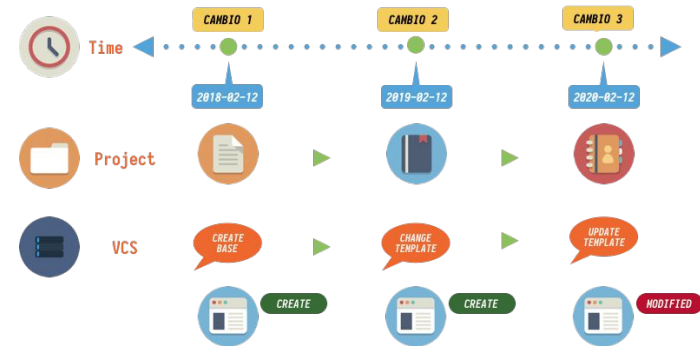 CAMBIO 1
CAMBIO 2
CAMBIO 3
Time
2018-02-12
2019-02-12
2020-02-12
Project
VCS
CREATE
BASE
CHANGE
TEMPLATE
UPDATE
TEMPLATE
CREATE
CREATE
MODIFIED